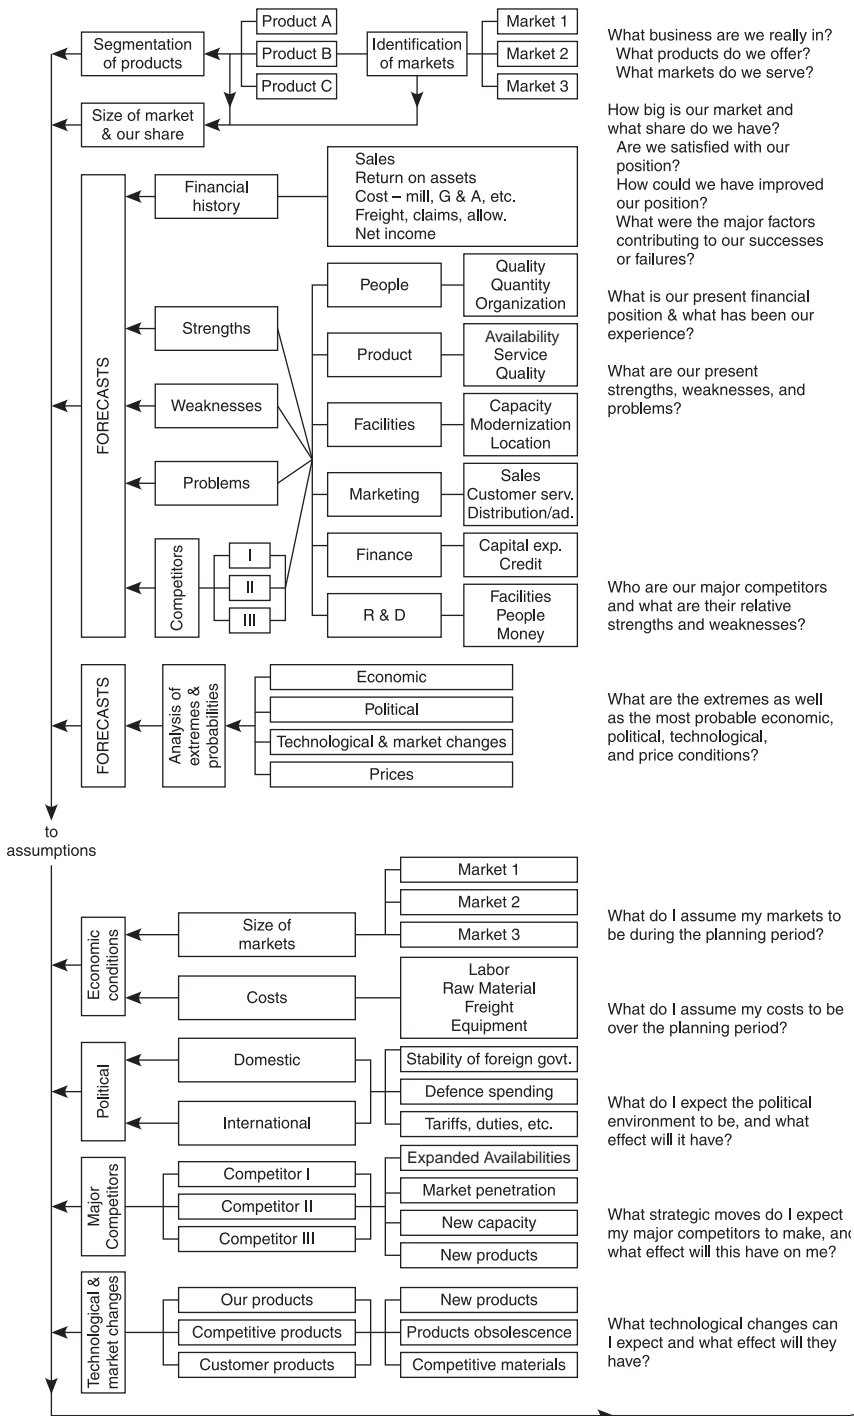 Product A
Market 1
Segmentation
of products
Product B
Identification
of markets
Market 2
Product C
Market 3
What business are we really in?
What products do we offer?
What markets do we serve?
Size of market
& our share
How big is our market and
what share do we have?
Are we satisfied with our
position?
How could we have improved
our position?
What were the major factors
contributing to our successes
or failures?
FORECASTS
Financial
history
Sales
Return on assets
Cost – mill, G & A, etc.
Freight, claims, allow.
Net income
What is our present financial
position & what has been our
experience?
Strengths
Weaknesses
Problems
What are our present
strengths, weaknesses, and
problems?
People
Quality
Quantity
Organization
Product
Availability
Service
Quality
Facilities
Capacity
Modernization
Location
Marketing
Sales
Customer serv.
Distribution/ad.
Finance
Capital exp.
Credit
R & D
Facilities
People
Money
Competitors
I
II
III
Who are our major competitors
and what are their relative
strengths and weaknesses?
FORECASTS
Analysis of
extremes &
probabilities
Economic
Political
Technological & market changes
Prices
What are the extremes as well
as the most probable economic,
political, technological,
and price conditions?
to
assumptions
Economic
conditions
Size of
markets
Market 1
Market 2
Market 3
What do I assume my markets to
be during the planning period?
Costs
Labor
Raw Material
Freight
Equipment
What do I assume my costs to be
over the planning period?
Political
Domestic
International
Stability of foreign govt.
Defence spending
Tariffs, duties, etc.
What do I expect the political
environment to be, and what
effect will it have?
Major
Competitors
Competitor I
Competitor II
Competitor III
Expanded Availabilities
Market penetration
New capacity
New products
What strategic moves do I expect
my major competitors to make, and
what effect will this have on me?
Technological &
market changes
Our products
Competitive products
Customer products
New products
Products obsolescence
Competitive materials
What technological changes can
I expect and what effect will they
have?